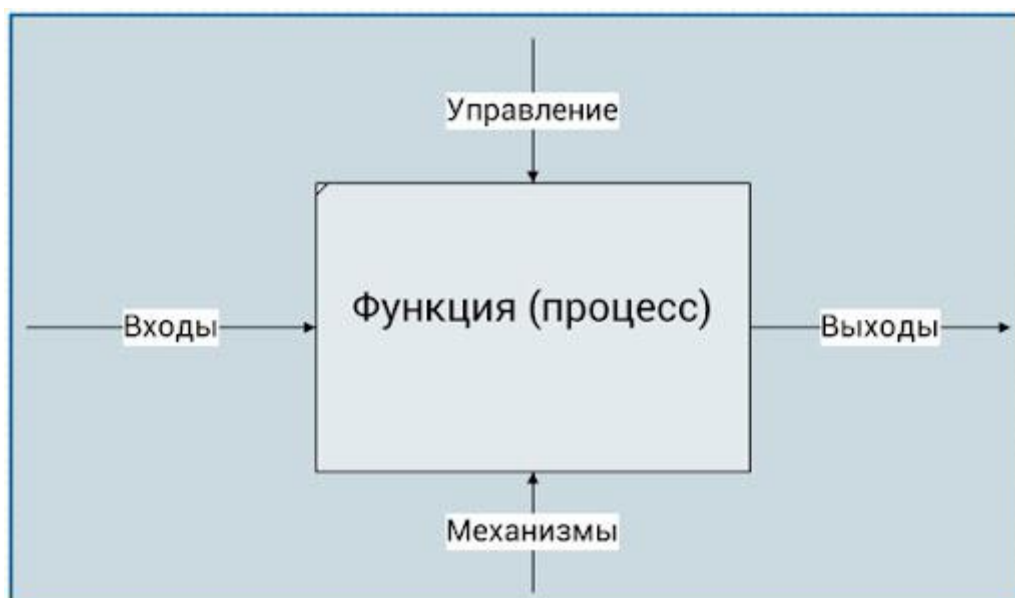 Управление
Функция (процесс)
Входы
Выходы
Механизмы